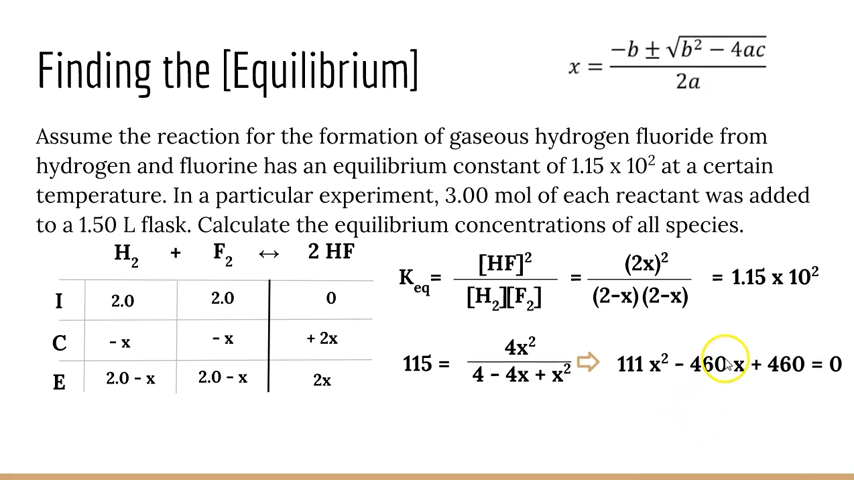 Finding the [Equilibrium]
x = −b ± √b² − 4ac / 2a
Assume the reaction for the formation of gaseous hydrogen fluoride from
hydrogen and fluorine has an equilibrium constant of 1.15 x 10² at a certain
temperature. In a particular experiment, 3.00 mol of each reactant was added
to a 1.50 L flask. Calculate the equilibrium concentrations of all species.
H₂ + F₂ ↔ 2 HF
I 2.0 2.0 0
C - x - x + 2x
E 2.0 - x 2.0 - x 2x
Keq = [HF]² / [H₂][F₂] = (2x)² / (2−x)(2−x) = 1.15 x 10²
115 = 4x² / 4 - 4x + x² ⇨ 111 x² - 460 x + 460 = 0